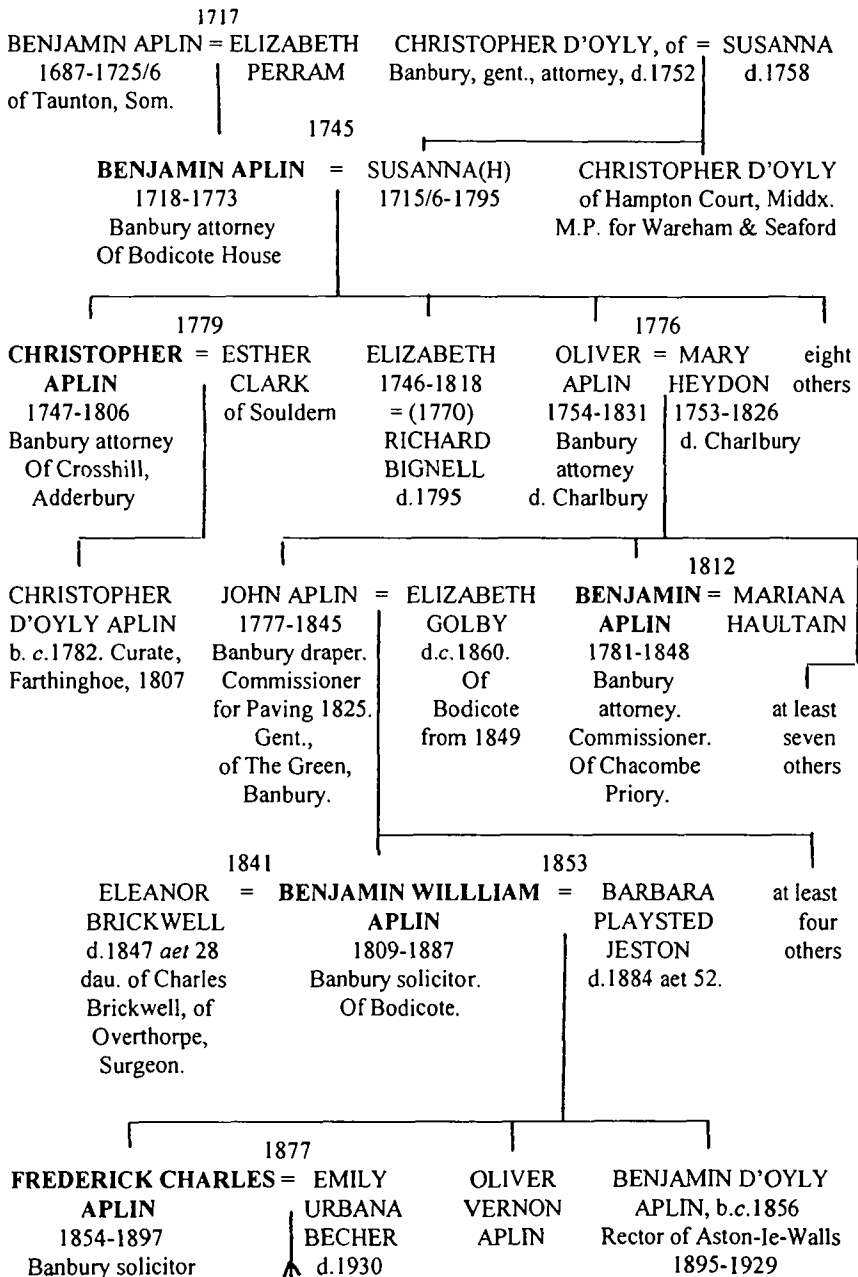 1717
BENJAMIN APLIN = ELIZABETH PERRAM
1687-1725/6
of Taunton, Som.
CHRISTOPHER D'OYLY, of = SUSANNA
Banbury, gent., attorney, d.1752
d.1758
1745
BENJAMIN APLIN = SUSANNA(H)
1718-1773
Banbury attorney
Of Bodicote House
1715/6-1795
CHRISTOPHER D'OYLY
of Hampton Court, Middx.
M.P. for Wareham & Seaford
1779
CHRISTOPHER =
APLIN
1747-1806
Banbury attorney
Of Crosshill,
Adderbury
ESTHER
CLARK
of Souldern
ELIZABETH
1746-1818
= (1770)
RICHARD
BIGNELL
d.1795
1776
OLIVER =
APLIN
1754-1831
Banbury
attorney
d. Charlbury
MARY
HEYDON
1753-1826
d. Charlbury
eight
others
CHRISTOPHER
D'OYLY APLIN
b. c.1782. Curate,
Farthinghoe, 1807
JOHN APLIN =
1777-1845
Banbury draper.
Commissioner
for Paving 1825.
Gent.,
of The Green,
Banbury.
ELIZABETH
GOLBY
d.c.1860.
Of
Bodicote
from 1849
1812
BENJAMIN =
APLIN
1781-1848
Banbury
attorney.
Commissioner.
Of Chacombe
Priory.
MARIANA
HAULTAIN
at least
seven
others
1841
ELEANOR =
BRICKWELL
d.1847 aet 28
dau. of Charles
Brickwell, of
Overthorpe,
Surgeon.
1853
BENJAMIN WILLLIAM =
APLIN
1809-1887
Banbury solicitor.
Of Bodicote.
BARBARA
PLAYSTED
JESTON
d.1884 aet 52.
at least
four
others
1877
FREDERICK CHARLES =
APLIN
1854-1897
Banbury solicitor
EMILY
URBANA
BECHER
d.1930
OLIVER
VERNON
APLIN
BENJAMIN D'OYLY
APLIN, b.c.1856
Rector of Aston-le-Walls
1895-1929